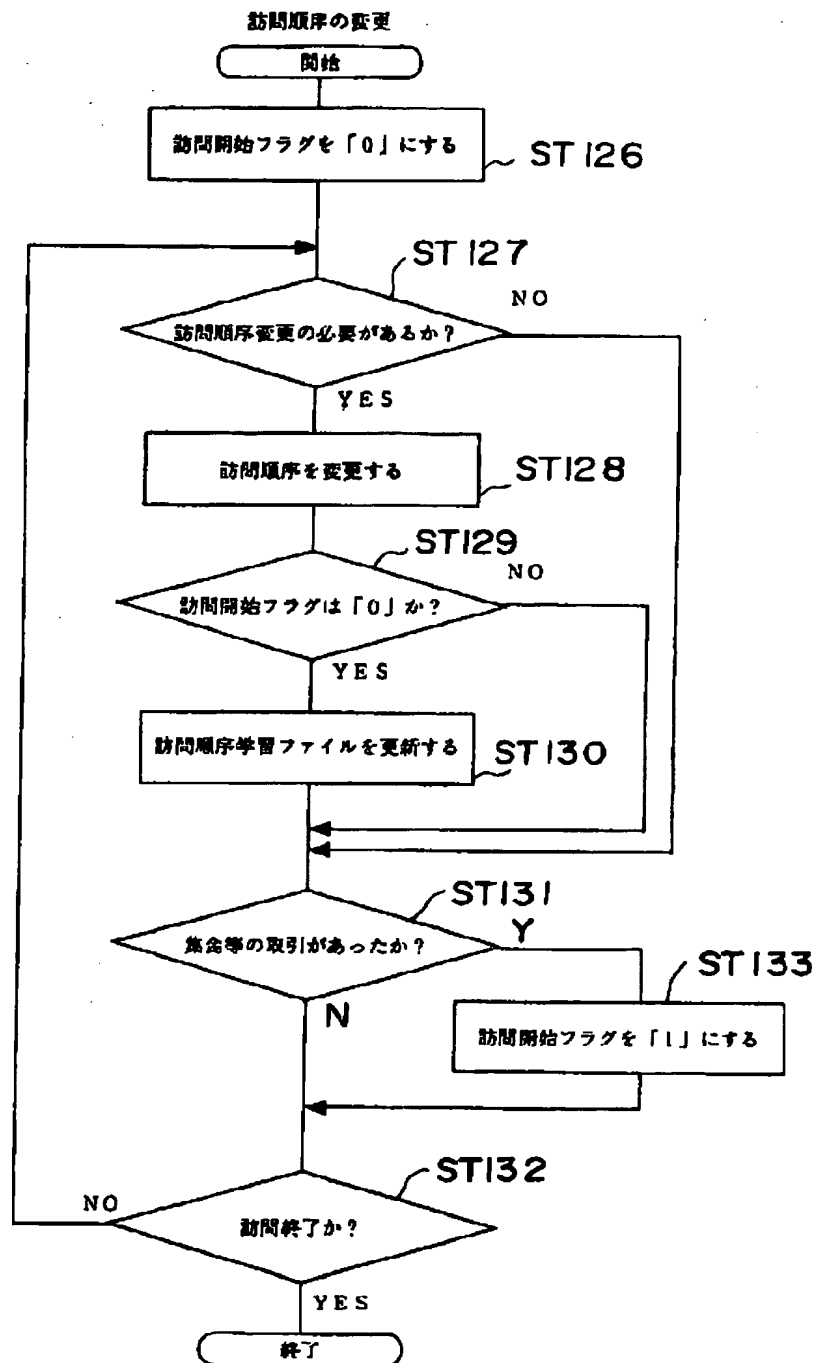 訪問順序の変更
開始
訪問開始フラグを「0」にする
ST126
ST127
NO
訪問順序変更の必要があるか?
YES
訪問順序を変更する
ST128
ST129
NO
訪問開始フラグは「0」か?
YES
訪問順序学習ファイルを更新する
ST130
ST131
集金等の取引があったか?
Y
ST133
N
訪問開始フラグを「1」にする
ST132
NO
訪問終了か?
YES
終了